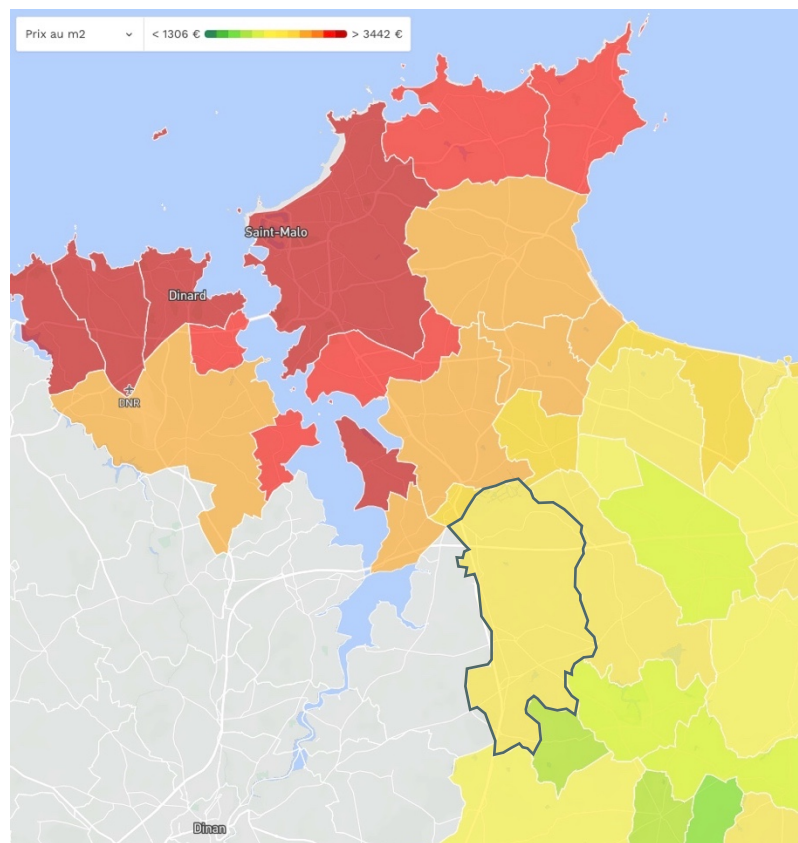 Prix au m2
< 1306 €
> 3442 €
Saint-Malo
Dinard
DNR
Dinan